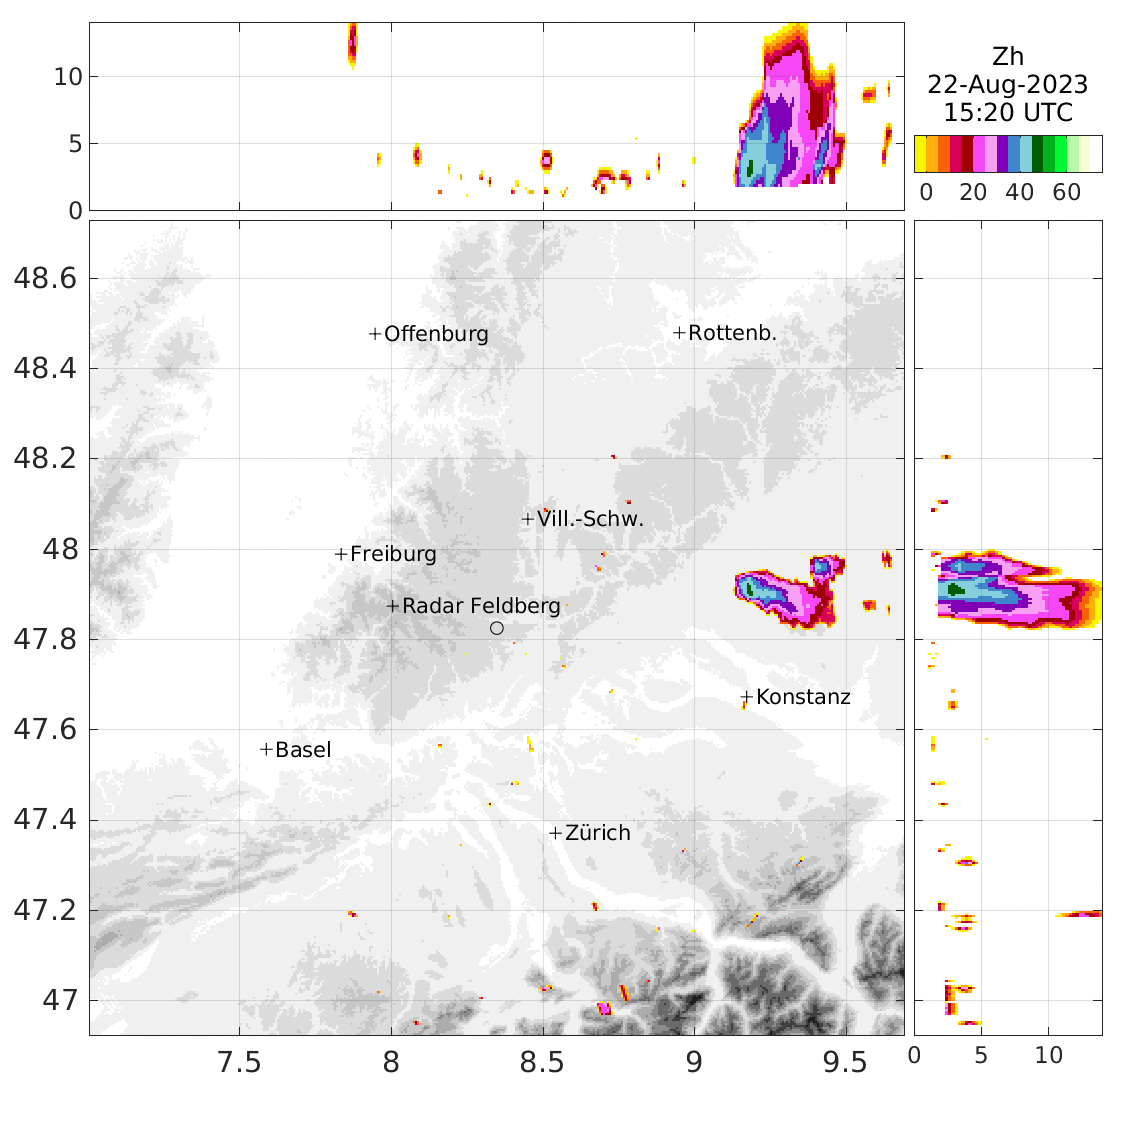 10
5
0
Zh
22-Aug-2023
15:20 UTC
0 20 40 60
48.6
48.4
48.2
48
47.8
47.6
47.4
47.2
47
Offenburg
Rottenb.
Vill.-Schw.
Freiburg
Radar Feldberg
Konstanz
Basel
Zürich
7.5 8 8.5 9 9.5
0 5 10